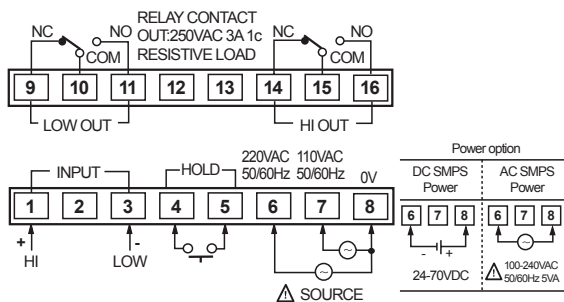 RELAY CONTACT
NC NO OUT:250VAC 3A 1c NC NO
COM RESISTIVE LOAD COM
9 10 11 12 13 14 15 16
LOW OUT HI OUT
Power option
INPUT HOLD 220VAC 110VAC
50/60Hz 50/60Hz 0V
DC SMPS AC SMPS
Power Power
1 2 3 4 5 6 7 8
6 7 8 6 7 8
+ -
HI LOW
- +
24-70VDC
100-240VAC
50/60Hz 5VA
⚠ SOURCE